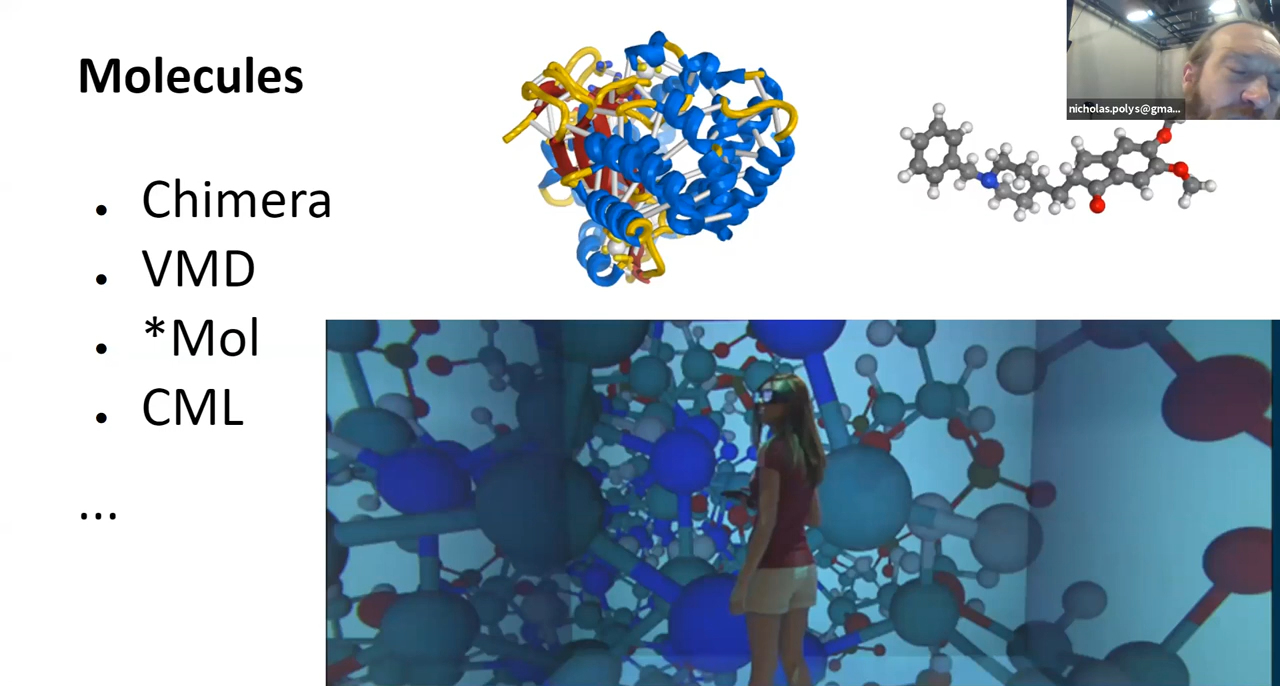 Molecules
nicholas.polys@gma...
• Chimera
• VMD
• *Mol
• CML
...